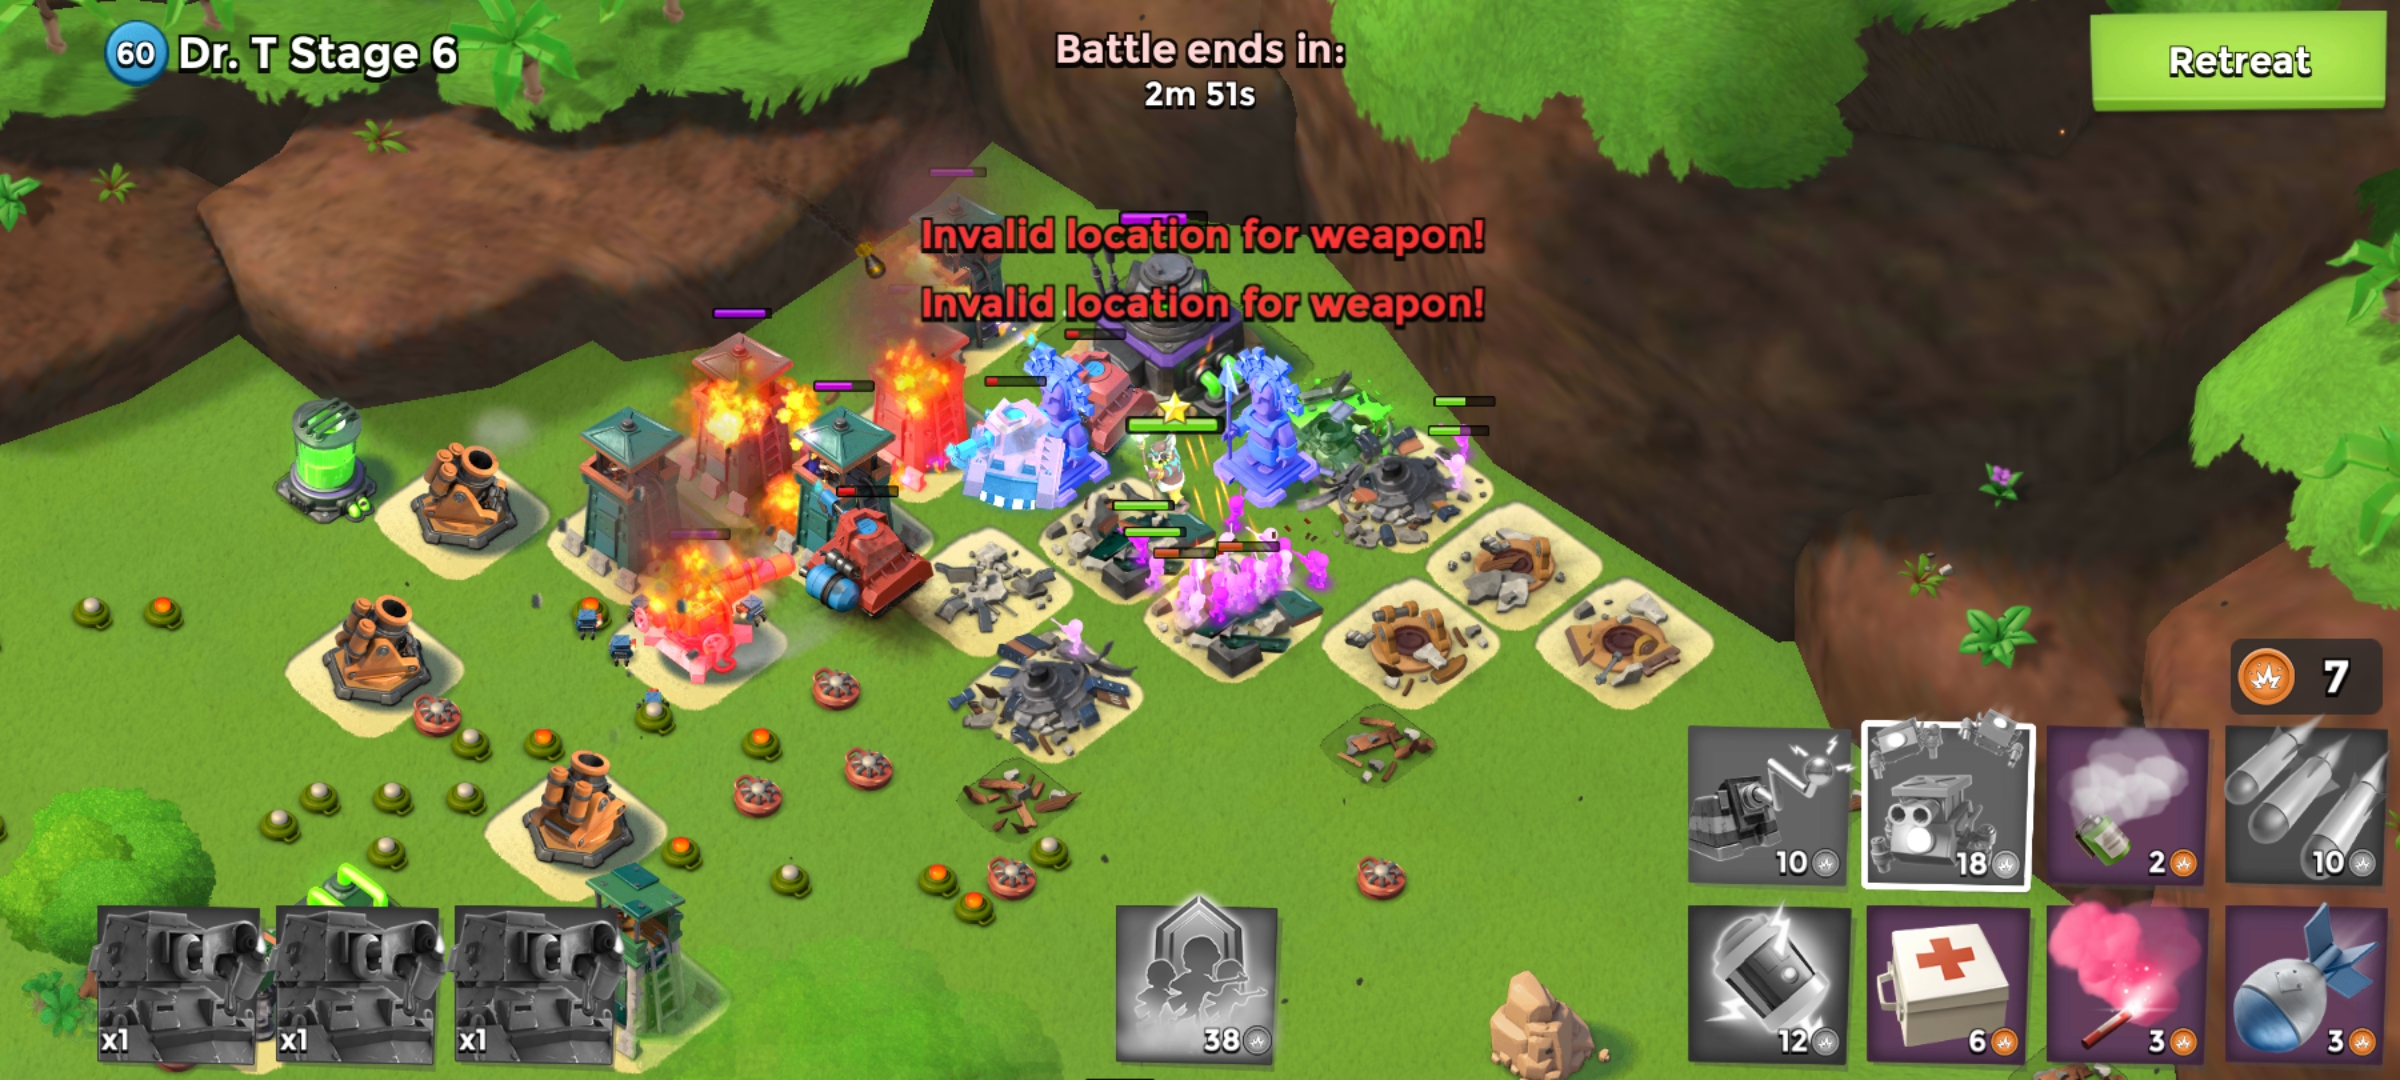 60 Dr. T Stage 6
Battle ends in:
2m 51s
Retreat
Invalid location for weapon!
Invalid location for weapon!
7
10
18
2
10
x1
x1
x1
38
12
6
3
3